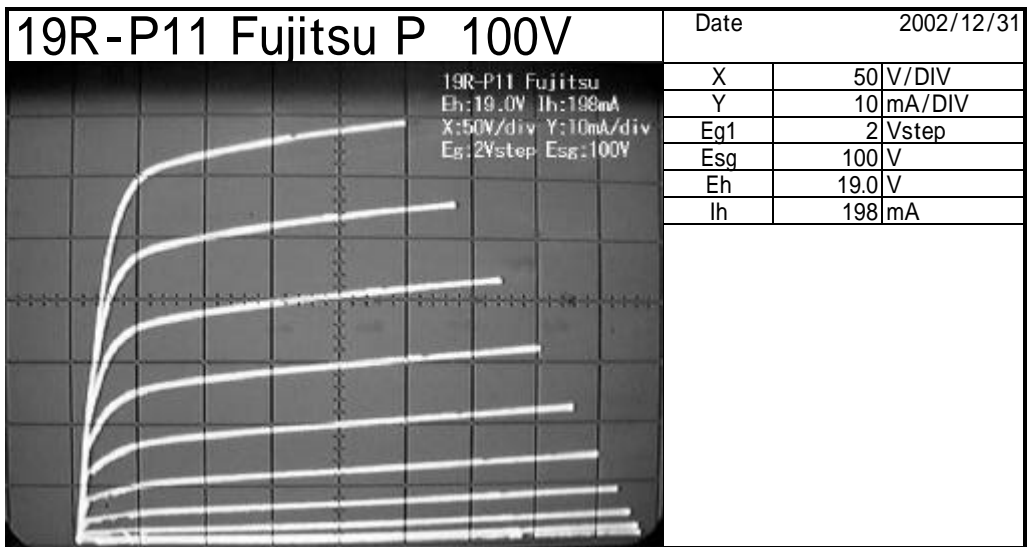 19R-P11 Fujitsu P 100V
Date 2002/12/31
19R-P11 Fujitsu
Eh:19.0V Ih:198mA
X:50V/div Y:10mA/div
Eg:2Vstep Esg:100V
X 50 V/DIV
Y 10 mA/DIV
Eg1 2 Vstep
Esg 100 V
Eh 19.0 V
Ih 198 mA